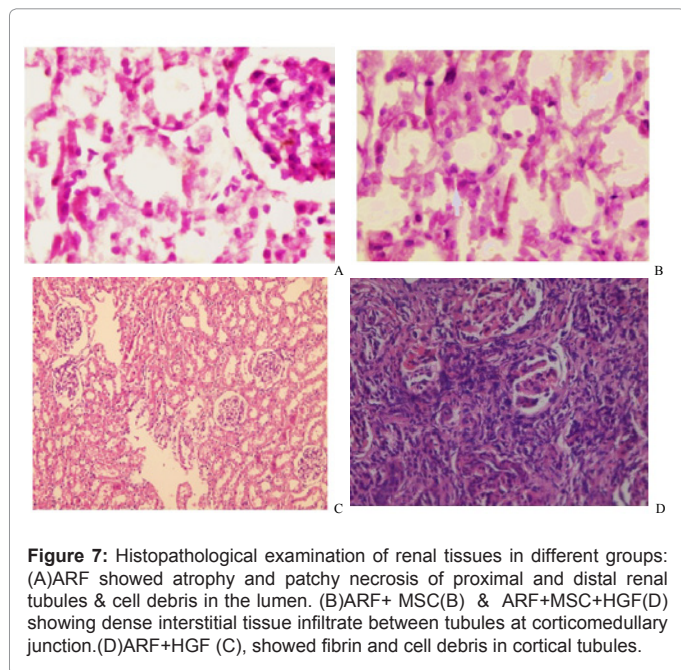 A
B
C
D
Figure 7: Histopathological examination of renal tissues in different groups:
(A)ARF showed atrophy and patchy necrosis of proximal and distal renal
tubules & cell debris in the lumen. (B)ARF+ MSC(B) & ARF+MSC+HGF(D)
showing dense interstitial tissue infiltrate between tubules at corticomedullary
junction.(D)ARF+HGF (C), showed fibrin and cell debris in cortical tubules.